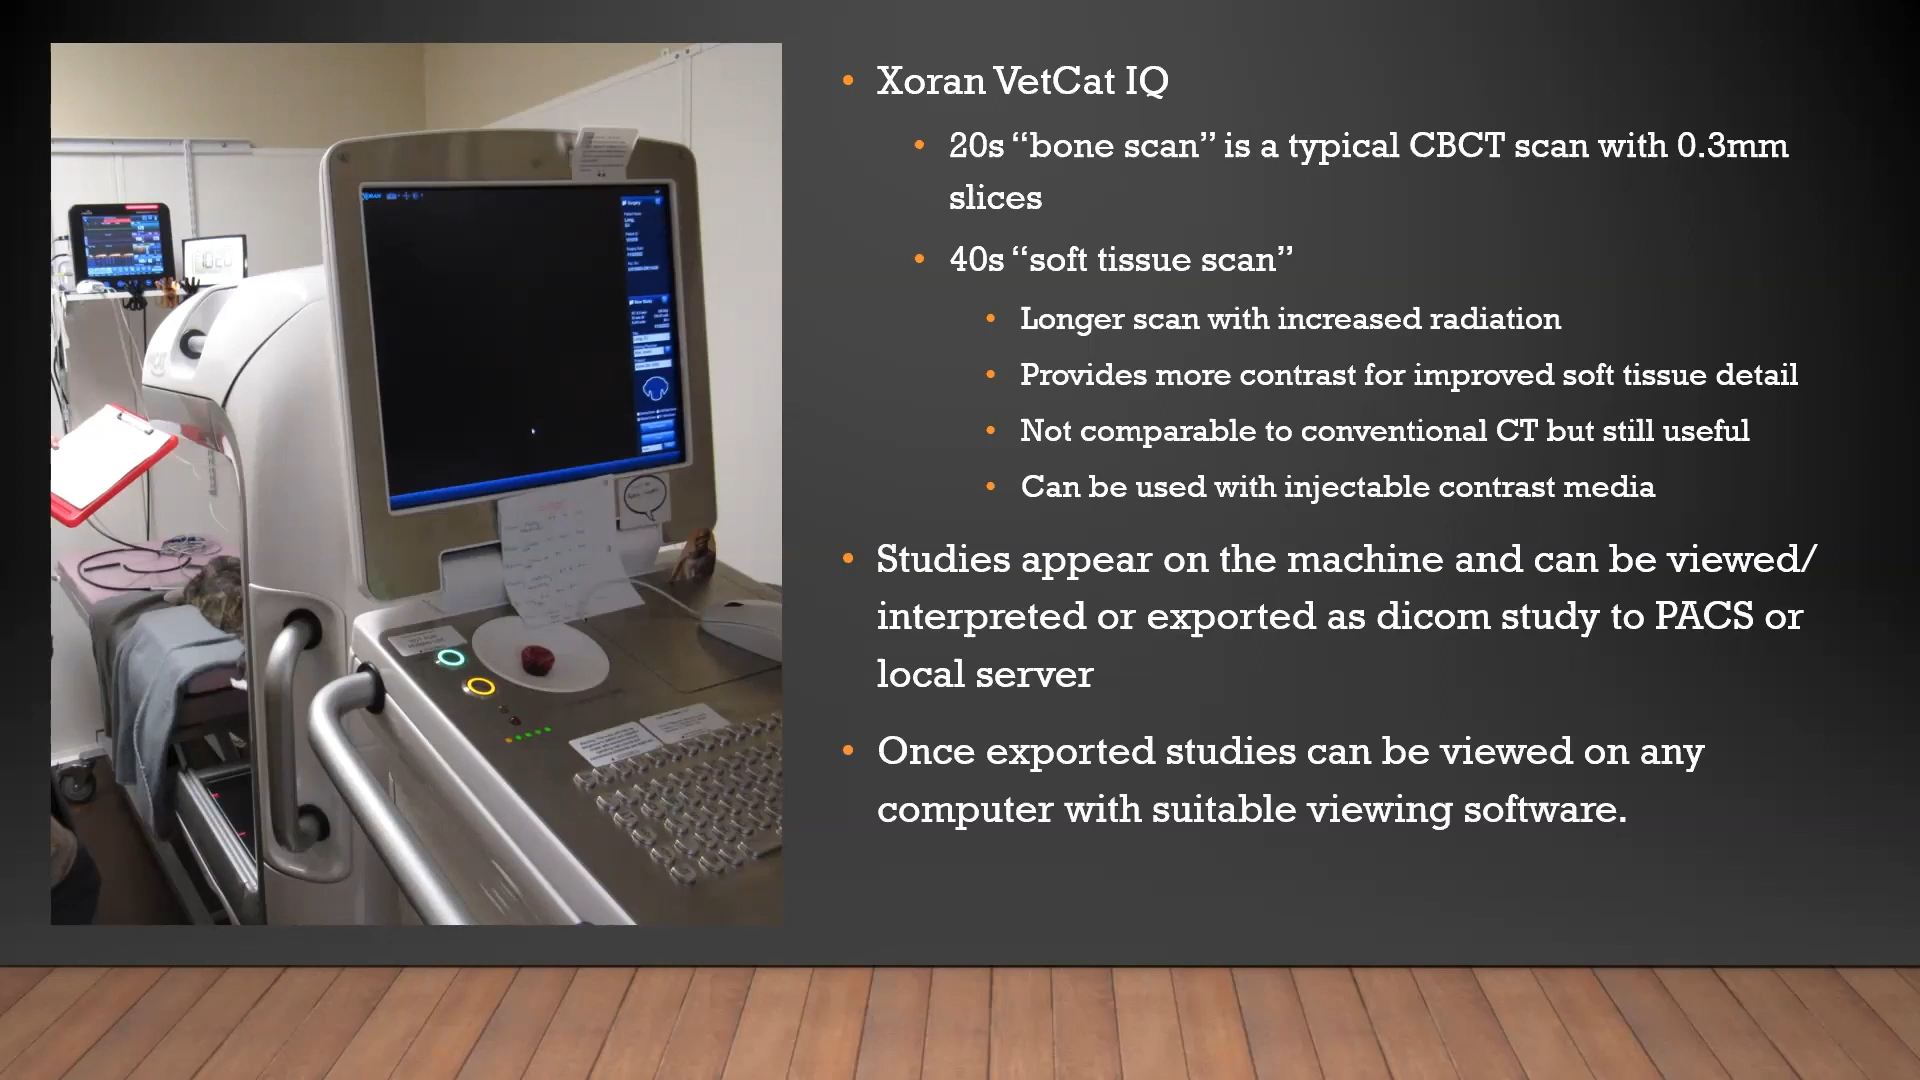 Xoran VetCat IQ
20s “bone scan” is a typical CBCT scan with 0.3mm
slices
40s “soft tissue scan”
Longer scan with increased radiation
Provides more contrast for improved soft tissue detail
Not comparable to conventional CT but still useful
Can be used with injectable contrast media
Studies appear on the machine and can be viewed/
interpreted or exported as dicom study to PACS or
local server
Once exported studies can be viewed on any
computer with suitable viewing software.